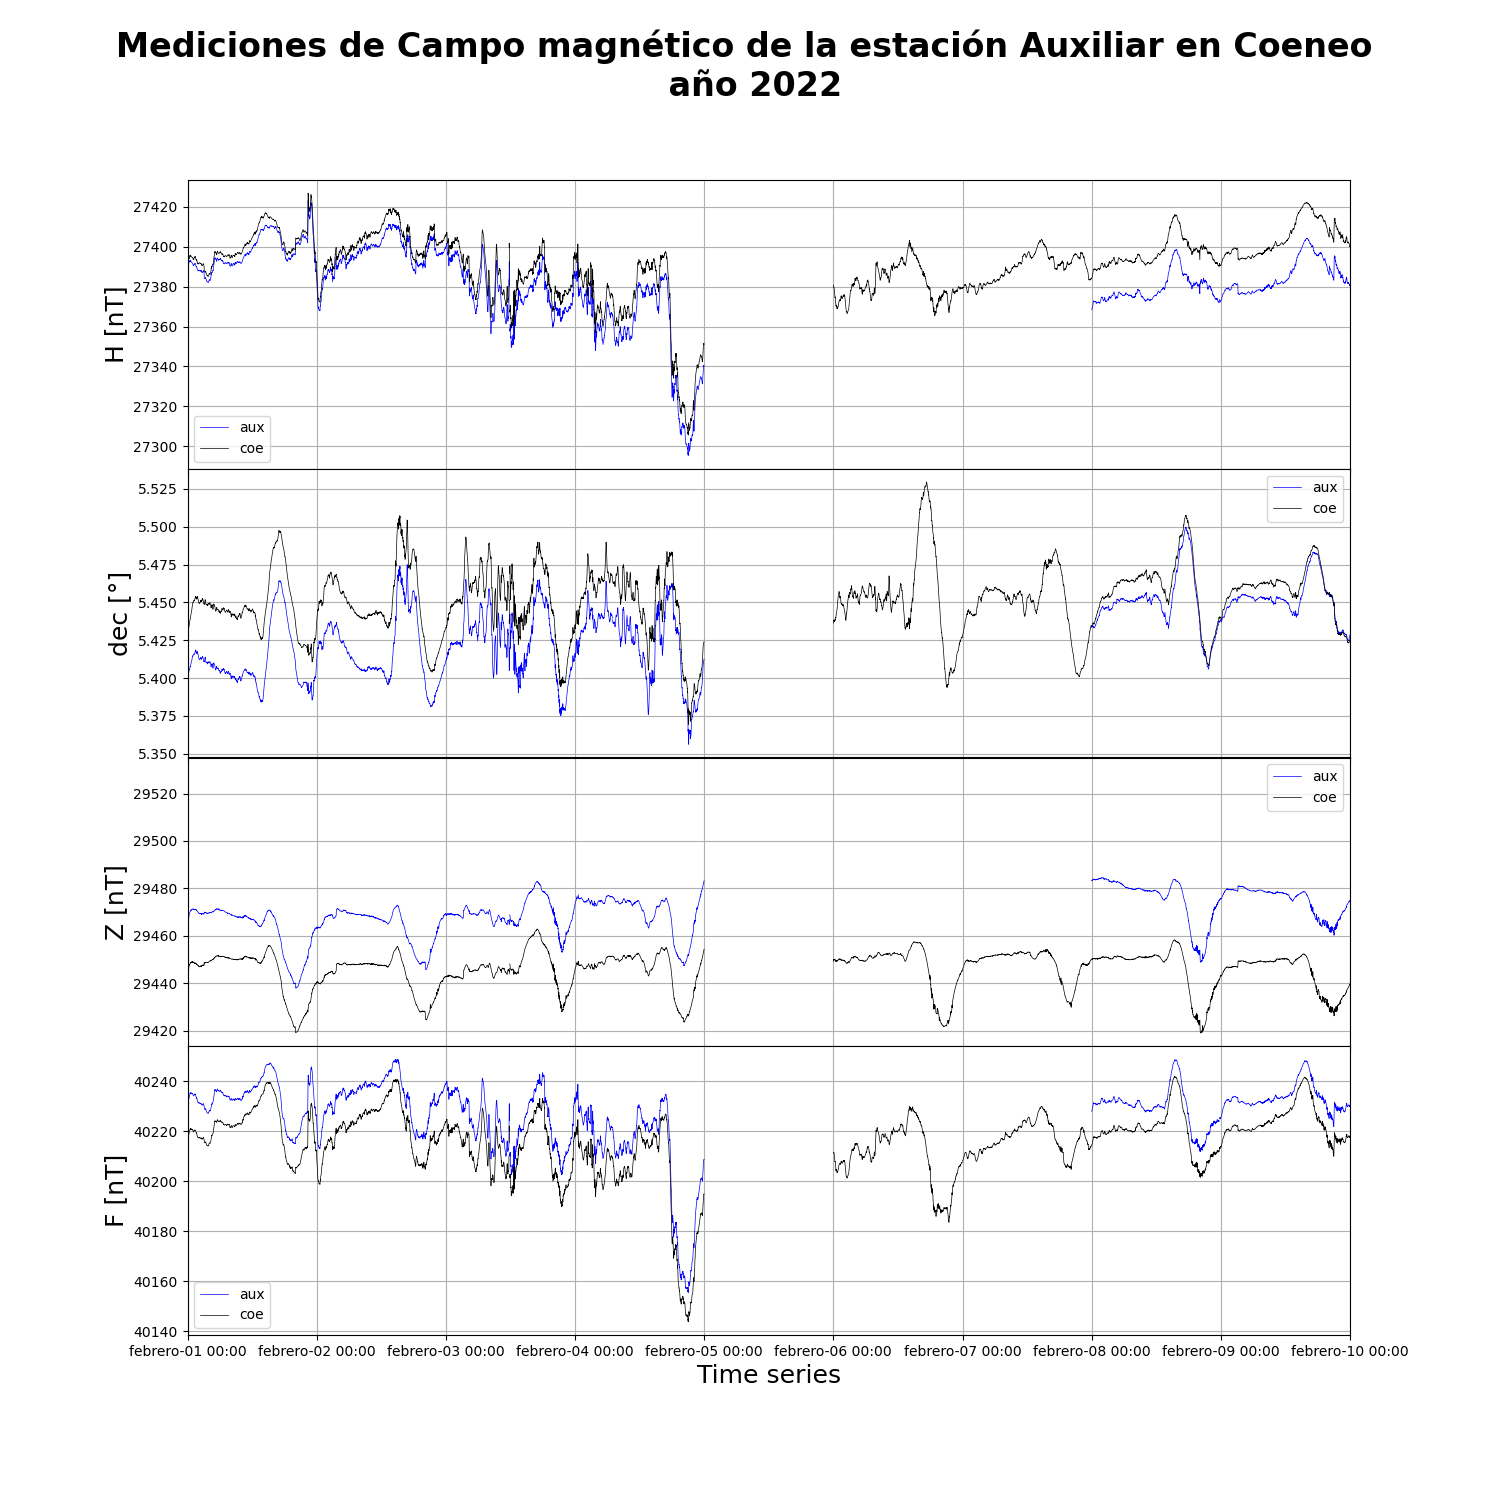 Mediciones de Campo magnético de la estación Auxiliar en Coeneo
año 2022
H [nT]
27420
27400
27380
27360
27340
27320
27300
aux
coe
dec [°]
5.525
5.500
5.475
5.450
5.425
5.400
5.375
5.350
aux
coe
Z [nT]
29520
29500
29480
29460
29440
29420
aux
coe
F [nT]
40240
40220
40200
40180
40160
40140
aux
coe
febrero-01 00:00 febrero-02 00:00 febrero-03 00:00 febrero-04 00:00 febrero-05 00:00 febrero-06 00:00 febrero-07 00:00 febrero-08 00:00 febrero-09 00:00 febrero-10 00:00
Time series